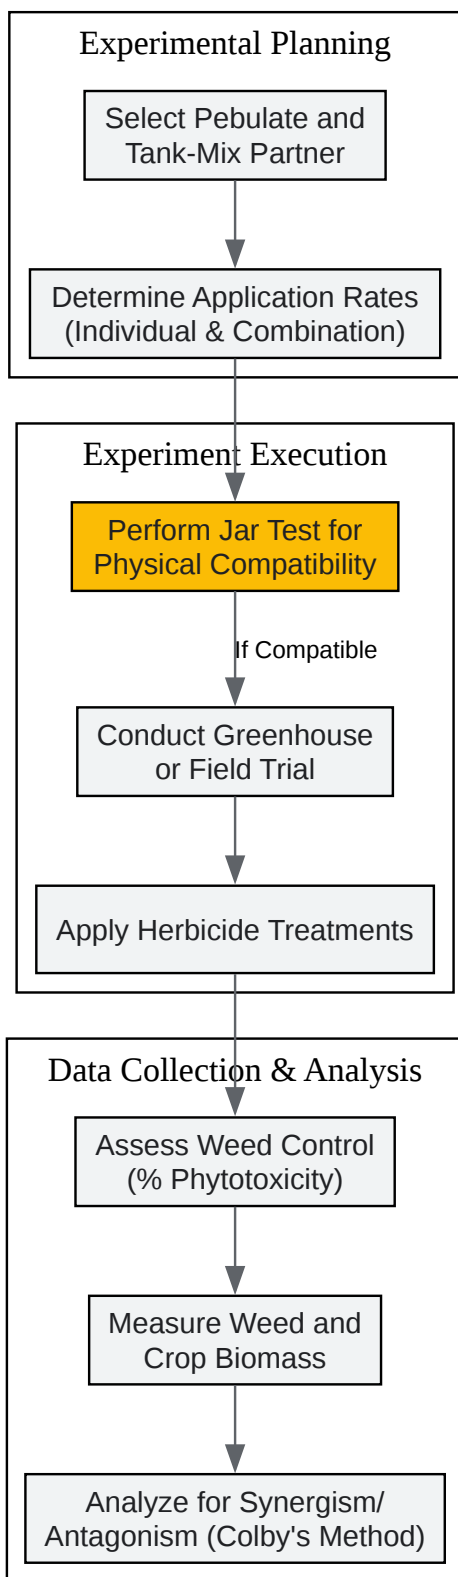 Experimental Planning
Select Pebulate and
Tank-Mix Partner
Determine Application Rates
(Individual & Combination)
Experiment Execution
Perform Jar Test for
Physical Compatibility
If Compatible
Conduct Greenhouse
or Field Trial
Apply Herbicide Treatments
Data Collection & Analysis
Assess Weed Control
(% Phytotoxicity)
Measure Weed and
Crop Biomass
Analyze for Synergism/
Antagonism (Colby's Method)